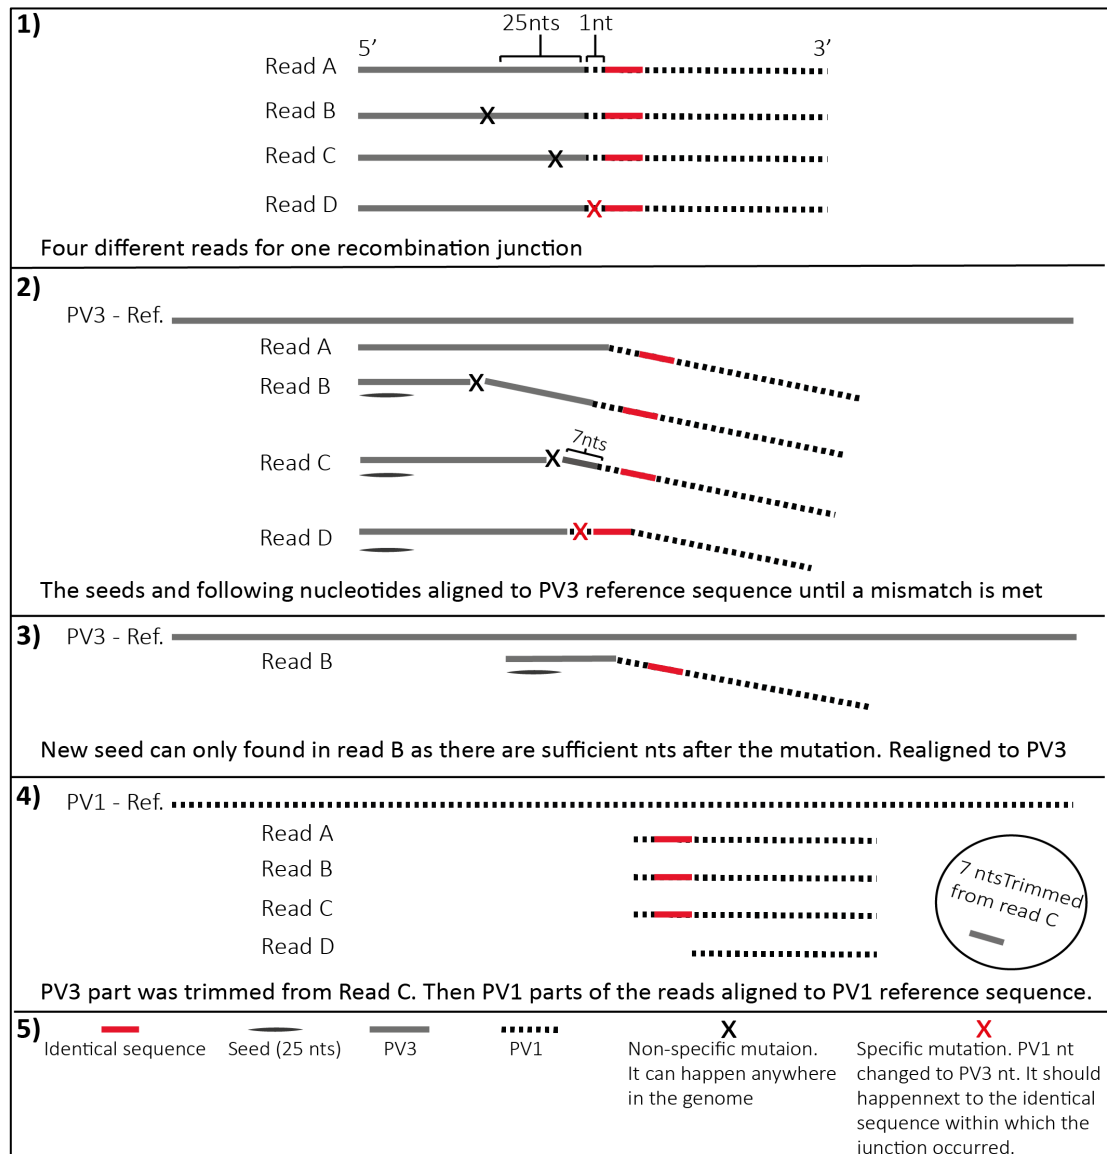 1)
25nts 1nt
5’ 3’
Read A
Read B
Read C
Read D
Four different reads for one recombination junction
2)
PV3 - Ref.
Read A
Read B
7nts
Read C
Read D
The seeds and following nucleotides aligned to PV3 reference sequence until a mismatch is met
3)
PV3 - Ref.
Read B
New seed can only found in read B as there are sufficient nts after the mutation. Realigned to PV3
4)
PV1 - Ref.
Read A
Read B
Read C
Read D
7 ntsTrimmed
from read C
PV3 part was trimmed from Read C. Then PV1 parts of the reads aligned to PV1 reference sequence.
5)
Identical sequence
Seed (25 nts)
PV3
PV1
Non-specific mutaion.
It can happen anywhere
in the genome
Specific mutation. PV1 nt
changed to PV3 nt. It should
happennext to the identical
sequence within which the
junction occurred.